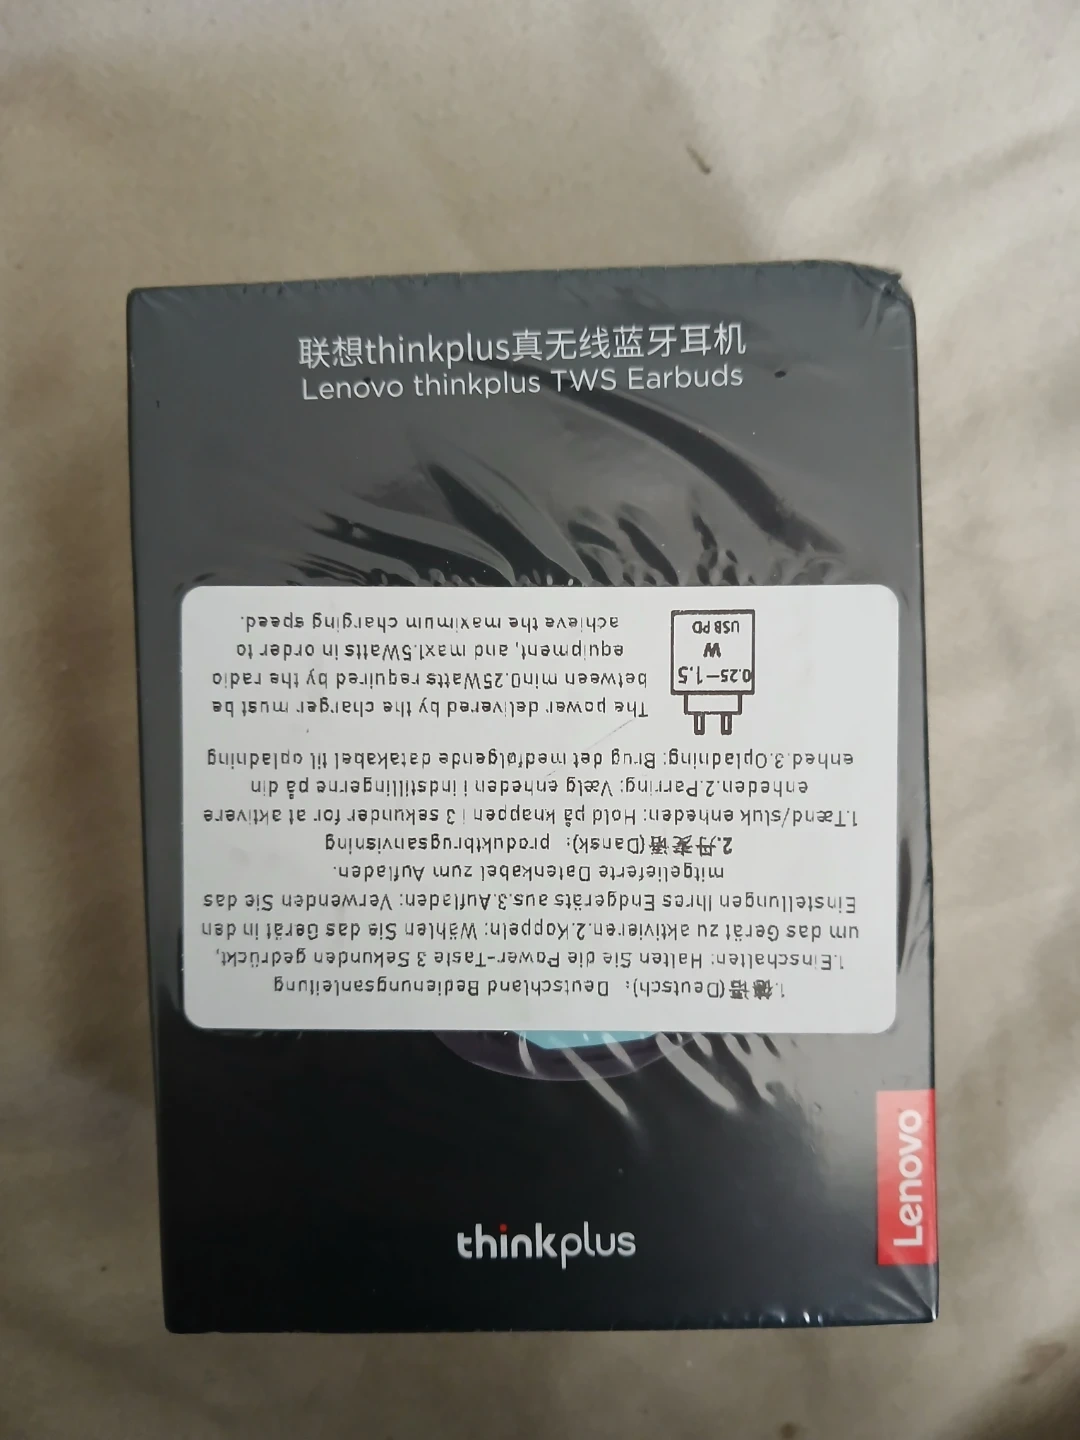 联想thinkplus真无线蓝牙耳机
Lenovo thinkplus TWS Earbuds
1.德语(Deutsch): Deutschland Bedienungsanleitung
1.Einschalten: Halten Sie die Power-Taste 3 Sekunden gedrückt,
um das Gerät zu aktivieren.2.Koppeln: Wählen Sie das Gerät in den
Einstellungen Ihres Endgeräts aus.3.Aufladen: Verwenden Sie das
mitgelieferte Datenkabel zum Aufladen.
2.丹麦语(Dansk): produktbrugsanvisning
1.Tænd/sluk enheden: Hold på knappen i 3 sekunder for at aktivere
enheden.2.Parring: Vælg enheden i indstillingerne på din
enhed.3.Opladning: Brug det medfølgende datakabel til opladning
The power delivered by the charger must be
between min0.25Watts required by the radio
equipment, and max1.5Watts in order to
achieve the maximum charging speed.
0.25–1.5
W
USB PD
Lenovo
thinkplus